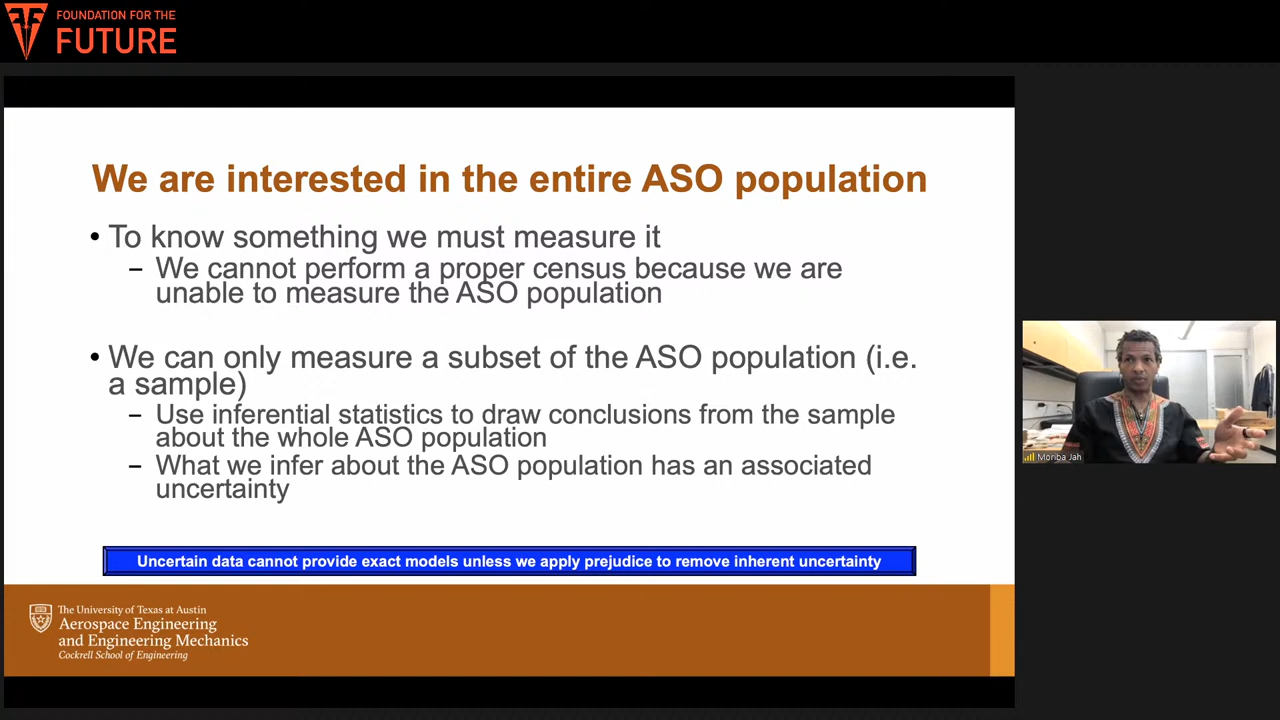 FOUNDATION FOR THE
FUTURE
We are interested in the entire ASO population
• To know something we must measure it
– We cannot perform a proper census because we are
unable to measure the ASO population
• We can only measure a subset of the ASO population (i.e.
a sample)
– Use inferential statistics to draw conclusions from the sample
about the whole ASO population
– What we infer about the ASO population has an associated
uncertainty
Uncertain data cannot provide exact models unless we apply prejudice to remove inherent uncertainty
The University of Texas at Austin
Aerospace Engineering
and Engineering Mechanics
Cockrell School of Engineering
Moriba Jah